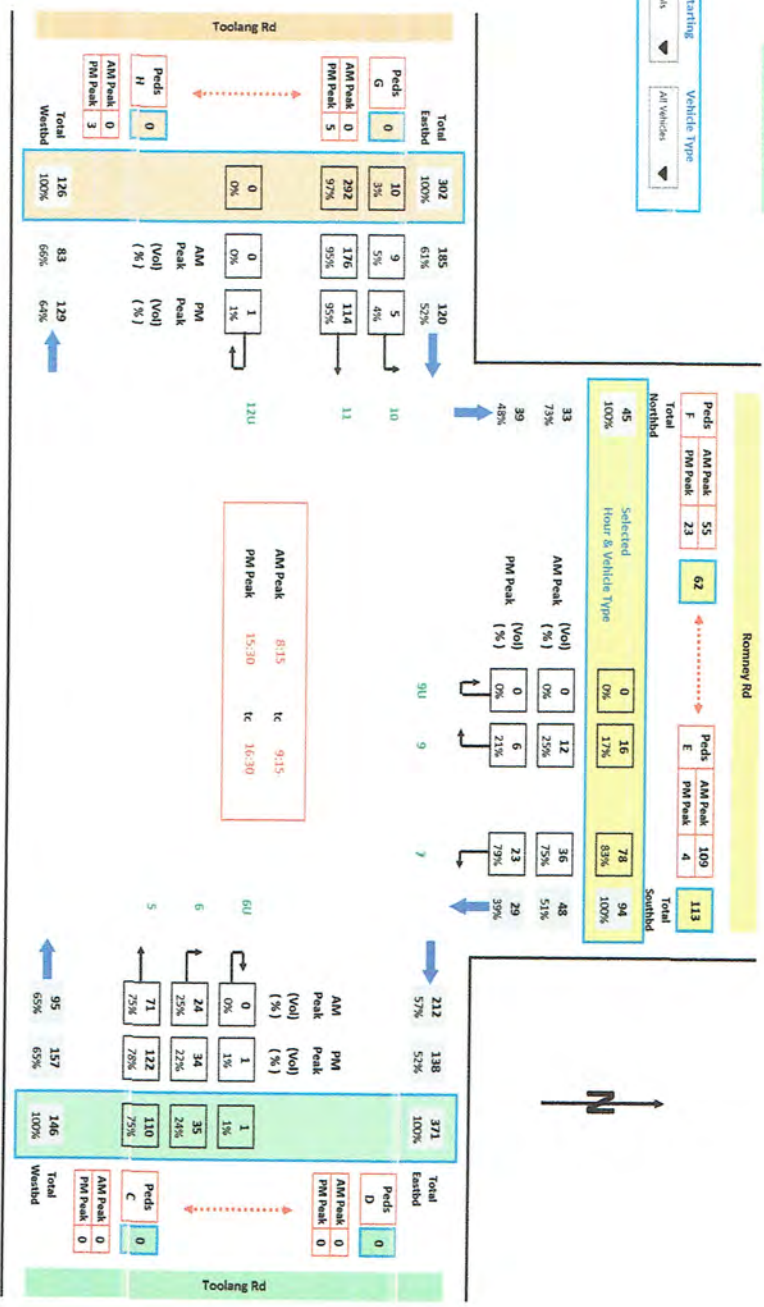 tarting Vehicle Type
als All Vehicles
Romney Rd
Peds F AM Peak 55 PM Peak 23
62
Peds E AM Peak 109 PM Peak 4
113
Total Northbd
Total Southbd
45 100%
Selected Hour & Vehicle Type
0 0%
16 17%
78 83%
94 100%
33 73%
AM Peak (Vol) (%)
0 0%
12 25%
36 75%
48 51%
39 48%
PM Peak (Vol) (%)
0 0%
6 21%
23 79%
29 39%
9U 9 7
N
Toolang Rd
Peds G 0
AM Peak 0
PM Peak 5
Peds H 0
AM Peak 0
PM Peak 3
Total Eastbd
302 100%
185 61%
120 52%
10 3%
9 5%
5 4%
10
292 97%
176 95%
114 95%
11
0 0%
0 0%
1 1%
12U
AM Peak (Vol) (%)
PM Peak (Vol) (%)
Total Westbd
126 100%
83 66%
129 64%
AM Peak 8:15 tc 9:15
PM Peak 15:30 tc 16:30
212 57%
138 52%
371 100%
Total Eastbd
AM Peak (Vol) (%)
PM Peak (Vol) (%)
6U
0 0%
1 1%
1 1%
6
24 25%
34 22%
35 24%
5
71 75%
122 78%
110 75%
95 65%
157 65%
146 100%
Total Westbd
Peds D 0
AM Peak 0
PM Peak 0
Peds C 0
AM Peak 0
PM Peak 0
Toolang Rd